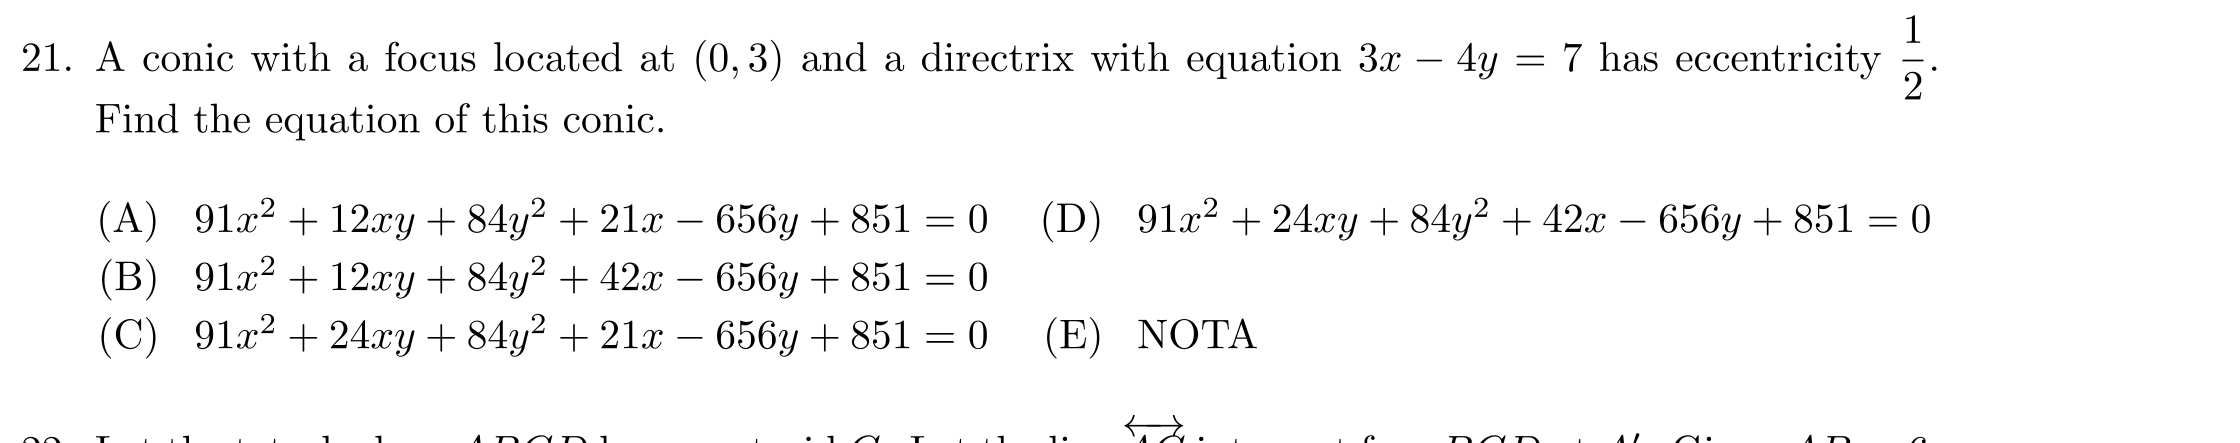 21. A conic with a focus located at (0, 3) and a directrix with equation 3x − 4y = 7 has eccentricity 1/2.
Find the equation of this conic.
(A) 91x² + 12xy + 84y² + 21x − 656y + 851 = 0 (D) 91x² + 24xy + 84y² + 42x − 656y + 851 = 0
(B) 91x² + 12xy + 84y² + 42x − 656y + 851 = 0
(C) 91x² + 24xy + 84y² + 21x − 656y + 851 = 0 (E) NOTA